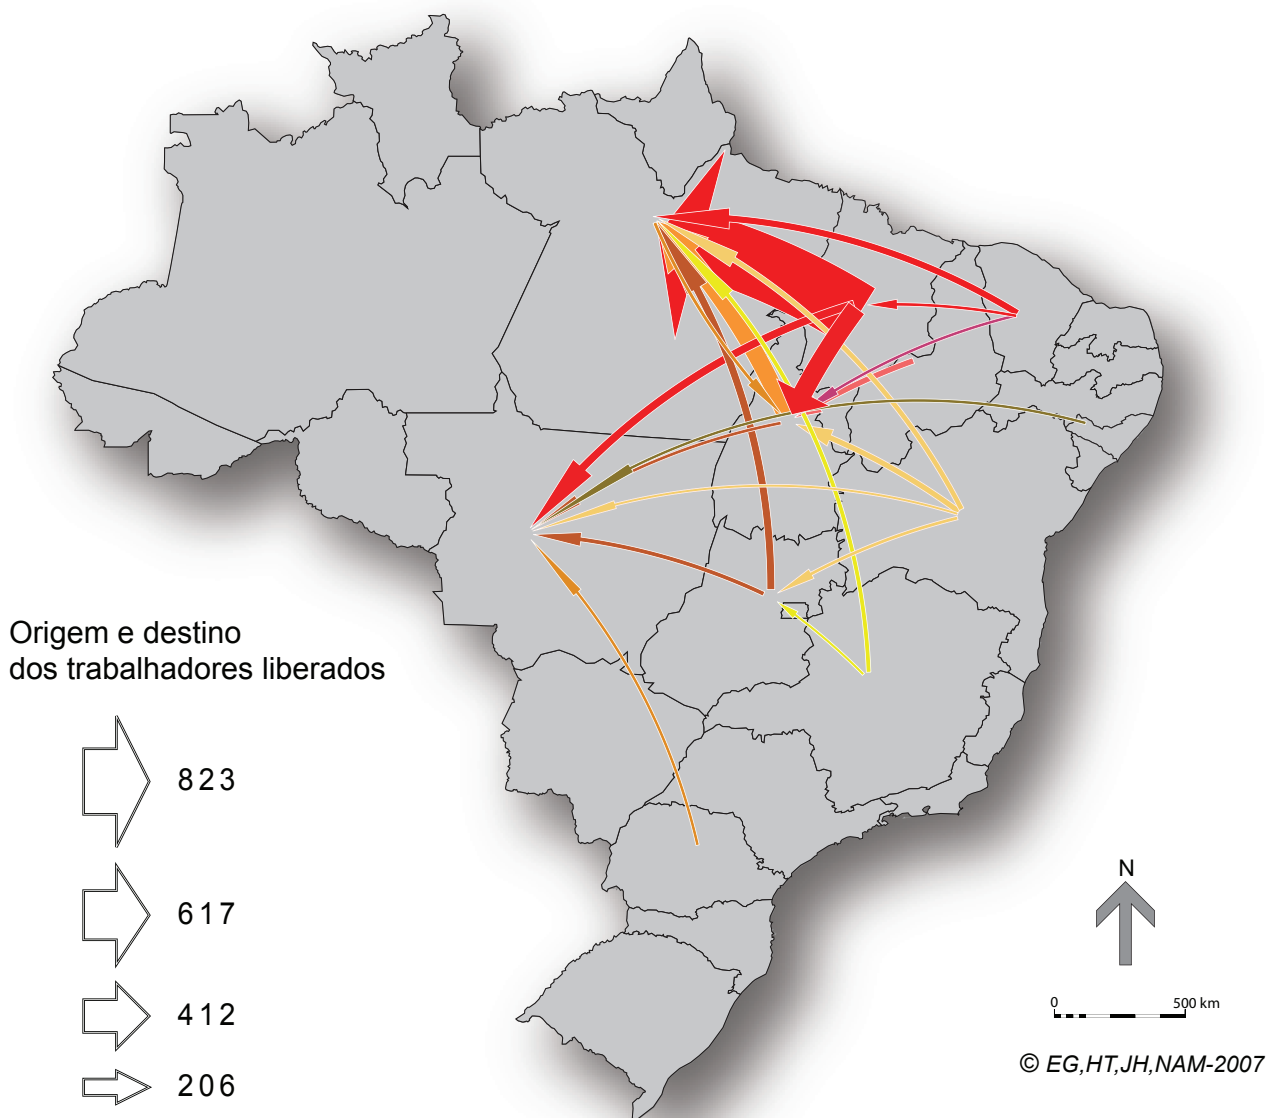 Origem e destino
dos trabalhadores liberados
823
617
412
206
N
0 500 km
© EG,HT,JH,NAM-2007